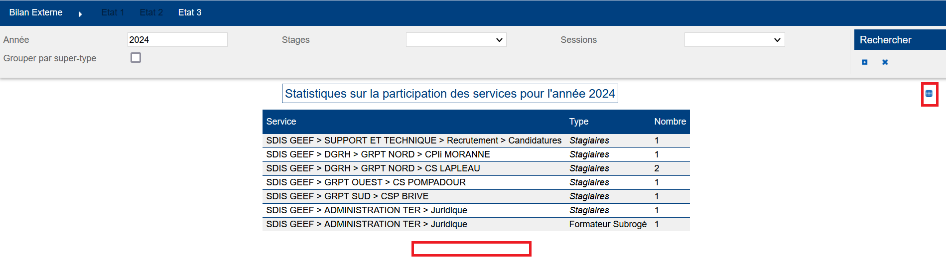 Bilan Externe Etat 1 Etat 2 Etat 3
Année 2024 Stages Sessions Rechercher
Grouper par super-type
Statistiques sur la participation des services pour l'année 2024
Service Type Nombre
SDIS GEEF > SUPPORT ET TECHNIQUE > Recrutement > Candidatures Stagiaires 1
SDIS GEEF > DGRH > GRPT NORD > CPIi MORANNE Stagiaires 1
SDIS GEEF > DGRH > GRPT NORD > CS LAPLEAU Stagiaires 2
SDIS GEEF > GRPT OUEST > CS POMPADOUR Stagiaires 1
SDIS GEEF > GRPT SUD > CSP BRIVE Stagiaires 1
SDIS GEEF > ADMINISTRATION TER > Juridique Stagiaires 1
SDIS GEEF > ADMINISTRATION TER > Juridique Formateur Subrogé 1